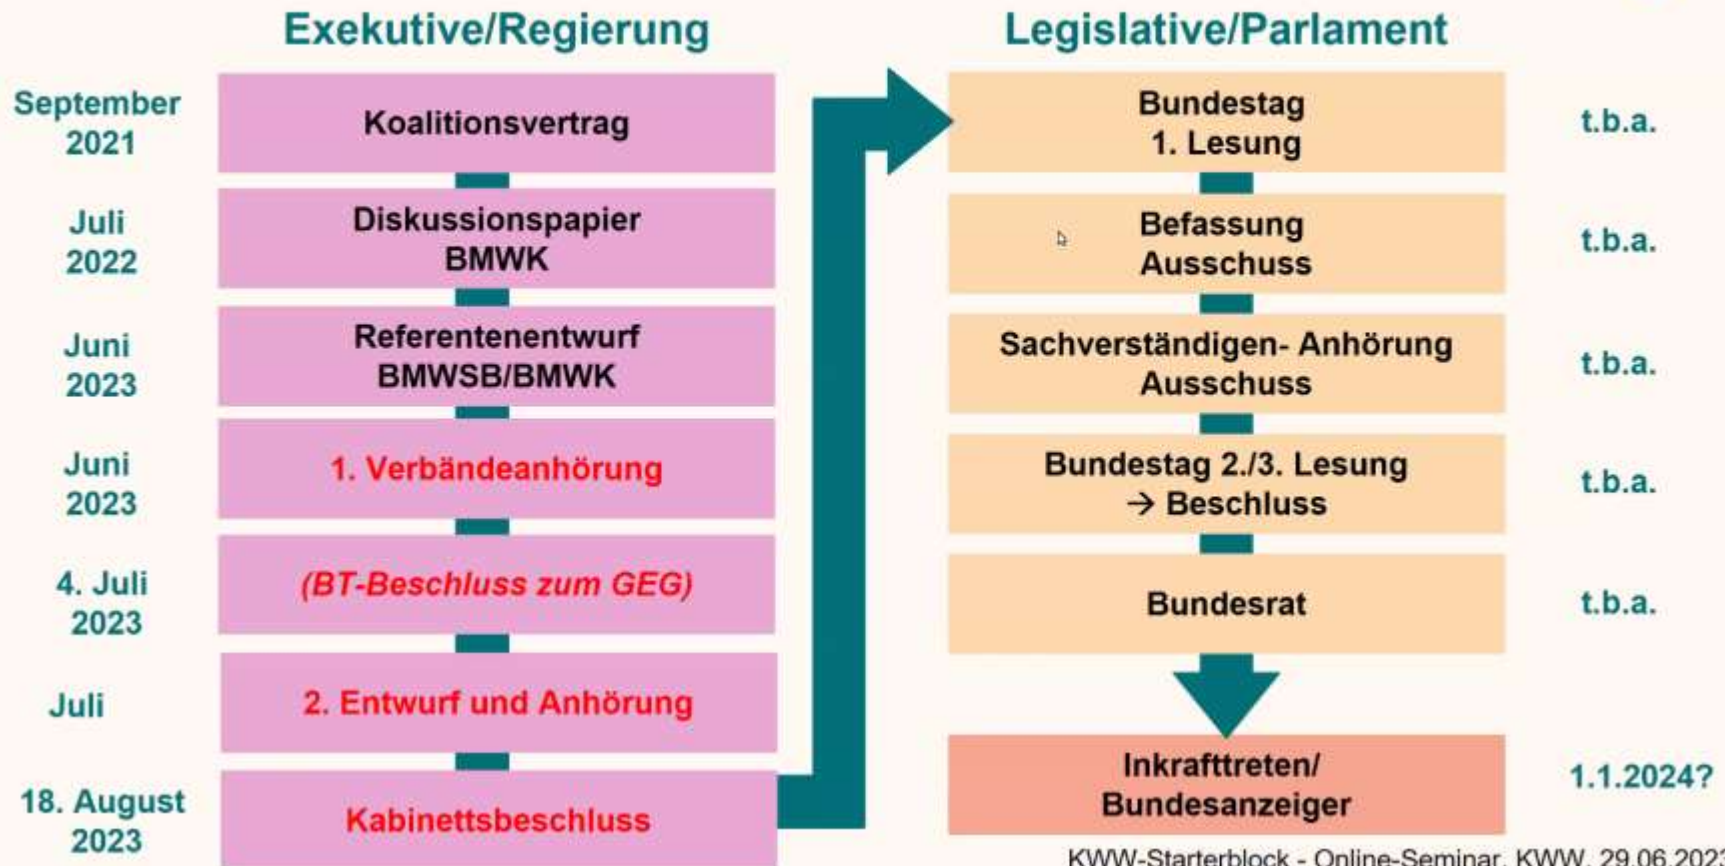 Exekutive/Regierung
September
2021
Koalitionsvertrag
Juli
2022
Diskussionspapier
BMWK
Juni
2023
Referentenentwurf
BMWSB/BMWK
Juni
2023
1. Verbändeanhörung
4. Juli
2023
(BT-Beschluss zum GEG)
Juli
2. Entwurf und Anhörung
18. August
2023
Kabinettsbeschluss
Legislative/Parlament
Bundestag
1. Lesung
t.b.a.
Befassung
Ausschuss
t.b.a.
Sachverständigen- Anhörung
Ausschuss
t.b.a.
Bundestag 2./3. Lesung
→ Beschluss
t.b.a.
Bundesrat
t.b.a.
Inkrafttreten/
Bundesanzeiger
1.1.2024?
KWW-Starterblock - Online-Seminar, KWW, 29.06.2023